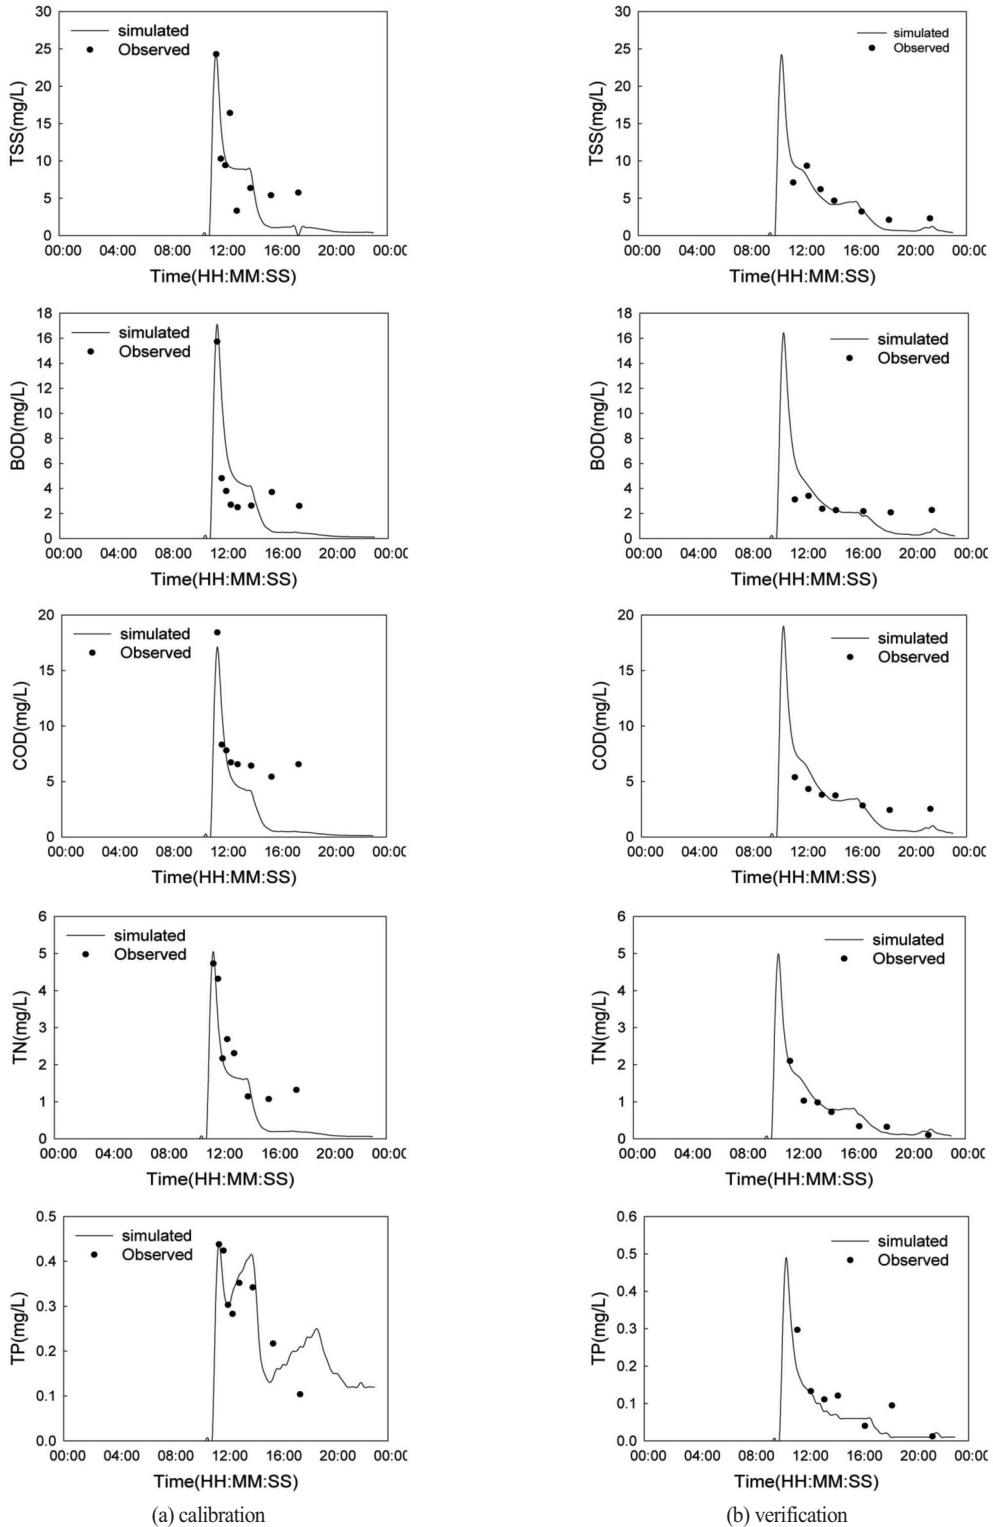 30
25
20
15
10
5
0
TSS(mg/L)
simulated
Observed
00:00 04:00 08:00 12:00 16:00 20:00 00:00
Time(HH:MM:SS)
30
25
20
15
10
5
0
TSS(mg/L)
simulated
Observed
00:00 04:00 08:00 12:00 16:00 20:00 00:00
Time(HH:MM:SS)
18
16
14
12
10
8
6
4
2
0
BOD(mg/L)
simulated
Observed
00:00 04:00 08:00 12:00 16:00 20:00 00:00
Time(HH:MM:SS)
18
16
14
12
10
8
6
4
2
0
BOD(mg/L)
simulated
Observed
00:00 04:00 08:00 12:00 16:00 20:00 00:00
Time(HH:MM:SS)
20
15
10
5
0
COD(mg/L)
simulated
Observed
00:00 04:00 08:00 12:00 16:00 20:00 00:00
Time(HH:MM:SS)
20
15
10
5
0
COD(mg/L)
simulated
Observed
00:00 04:00 08:00 12:00 16:00 20:00 00:00
Time(HH:MM:SS)
6
5
4
3
2
1
0
TN(mg/L)
simulated
Observed
00:00 04:00 08:00 12:00 16:00 20:00 00:00
Time(HH:MM:SS)
6
5
4
3
2
1
0
TN(mg/L)
simulated
Observed
00:00 04:00 08:00 12:00 16:00 20:00 00:00
Time(HH:MM:SS)
0.5
0.4
0.3
0.2
0.1
0.0
TP(mg/L)
simulated
Observed
00:00 04:00 08:00 12:00 16:00 20:00 00:00
Time(HH:MM:SS)
0.6
0.5
0.4
0.3
0.2
0.1
0.0
TP(mg/L)
simulated
Observed
00:00 04:00 08:00 12:00 16:00 20:00 00:00
Time(HH:MM:SS)
(a) calibration
(b) verification